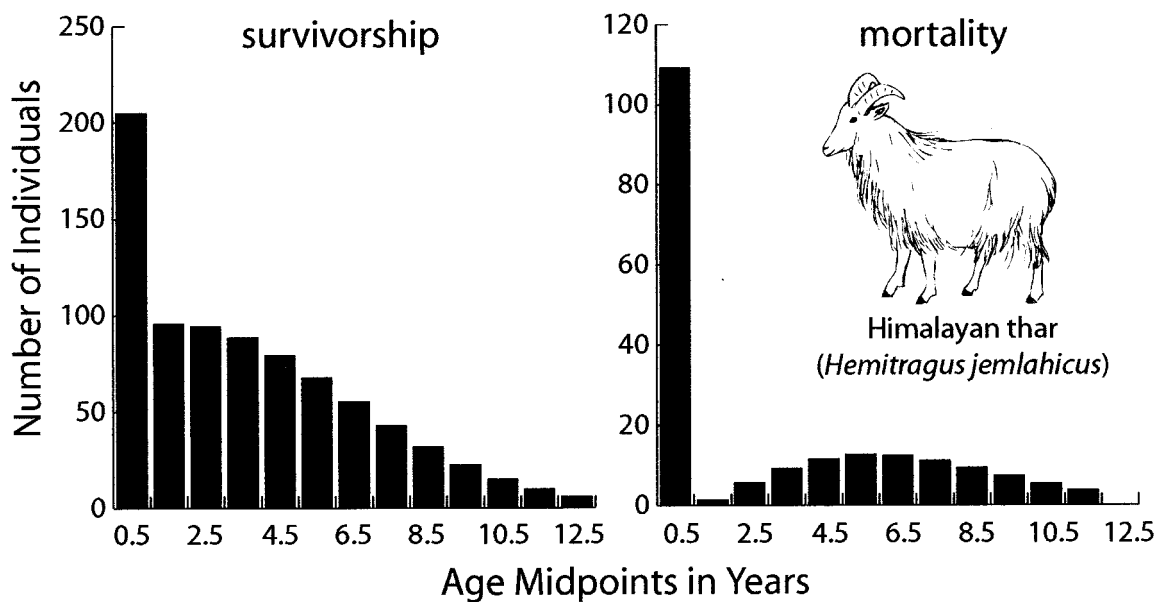 survivorship
250
200
150
100
50
0
0.5 2.5 4.5 6.5 8.5 10.5 12.5
Number of Individuals
mortality
120
100
80
60
40
20
0
0.5 2.5 4.5 6.5 8.5 10.5 12.5
Himalayan thar
(Hemitragus jemlahicus)
Age Midpoints in Years